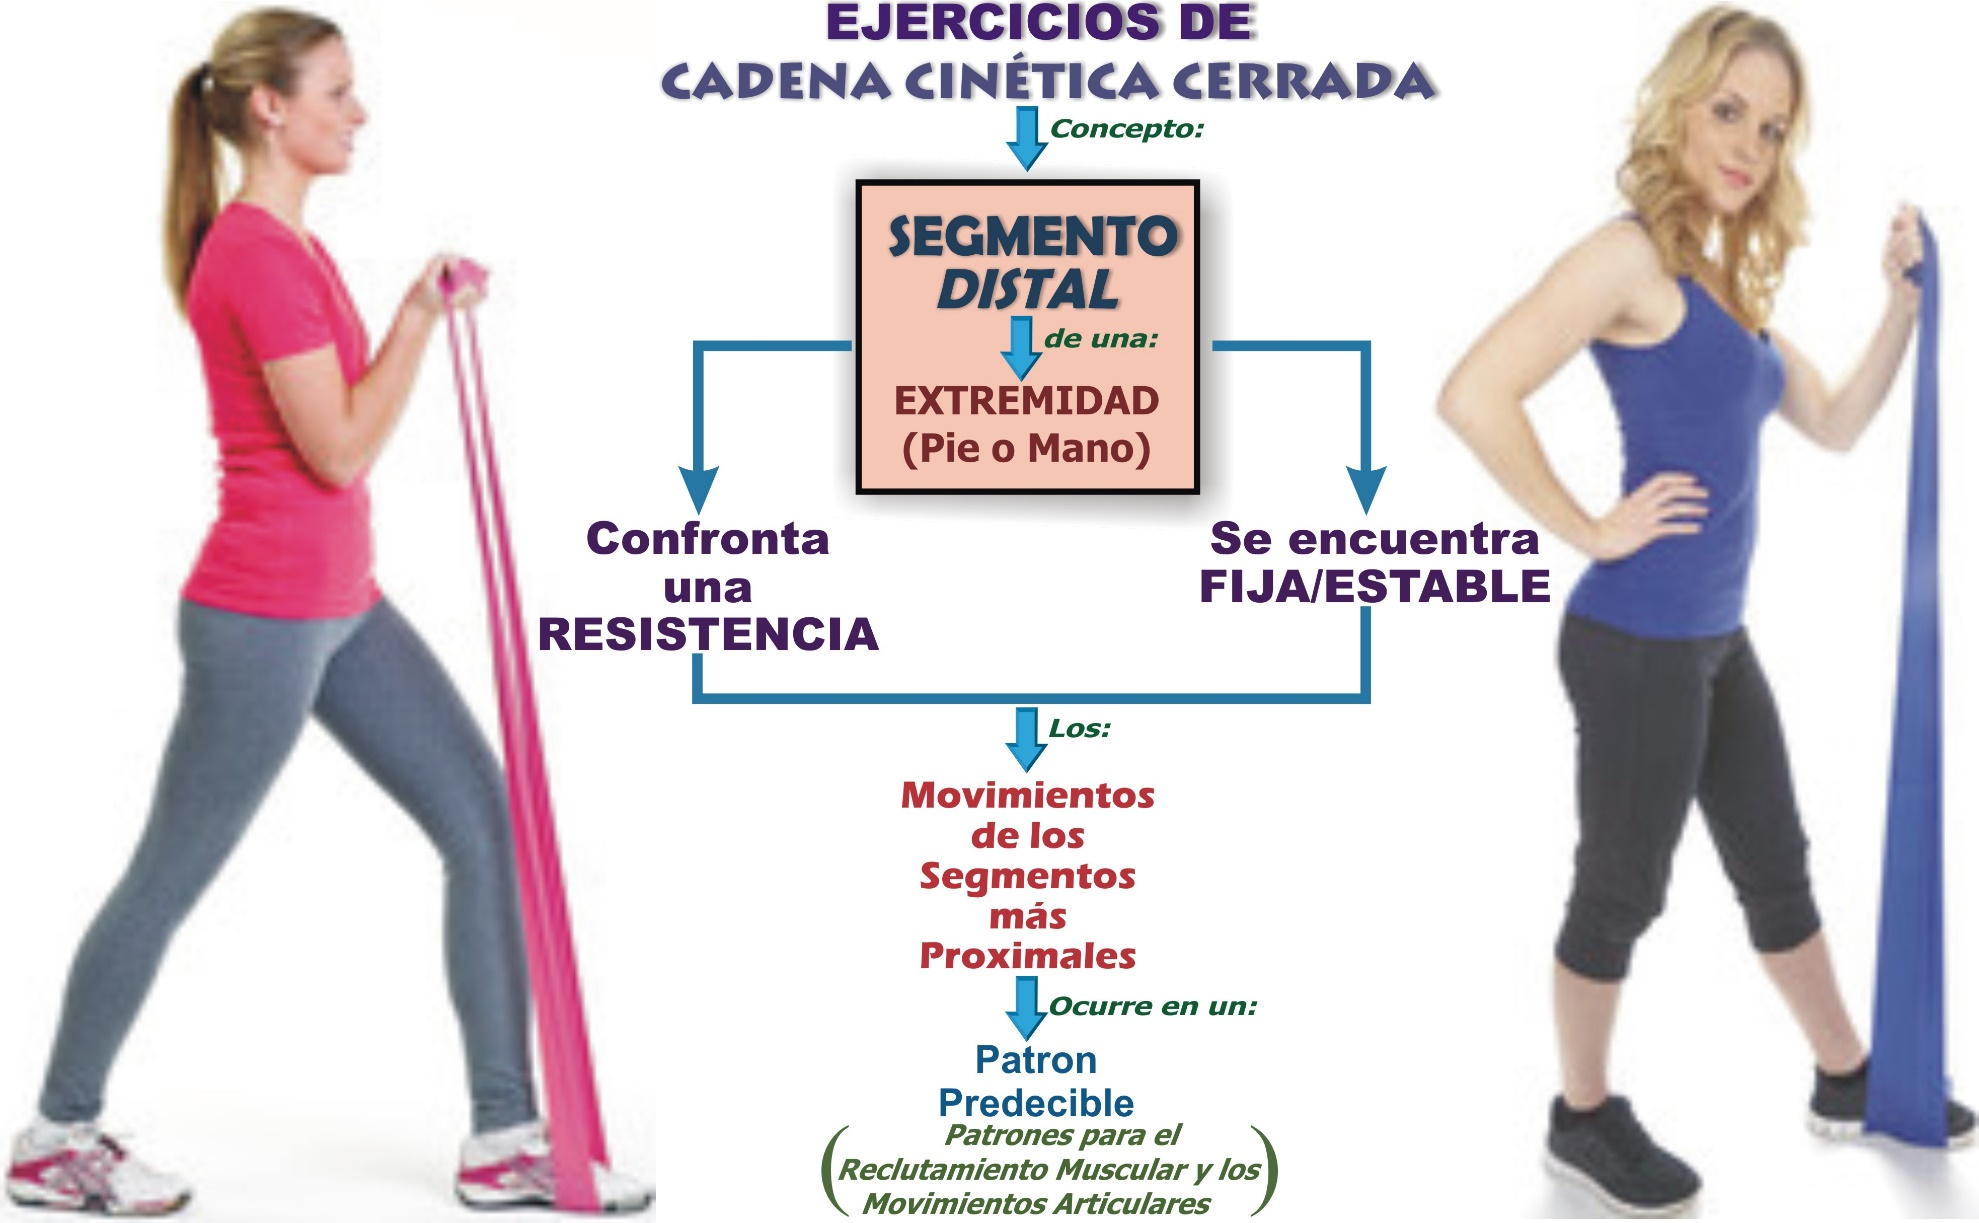 EJERCICIOS DE
CADENA CINÉTICA CERRADA
Concepto:
SEGMENTO
DISTAL
de una:
EXTREMIDAD
(Pie o Mano)
Confronta
una
RESISTENCIA
Se encuentra
FIJA/ESTABLE
Los:
Movimientos
de los
Segmentos
más
Proximales
Ocurre en un:
Patron
Predecible
(Patrones para el
Reclutamiento Muscular y los
Movimientos Articulares)